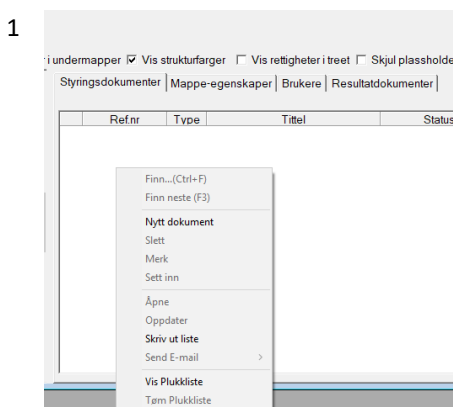 1
i undermapper Vis strukturfarger Vis rettigheter i treet Skjul plassholde
Styringsdokumenter Mappe-egenskaper Brukere Resultatdokumenter
Ref.nr Type Tittel Status
Finn...(Ctrl+F)
Finn neste (F3)
Nytt dokument
Slett
Merk
Sett inn
Åpne
Oppdater
Skriv ut liste
Send E-mail
Vis Plukkliste
Tøm Plukkliste